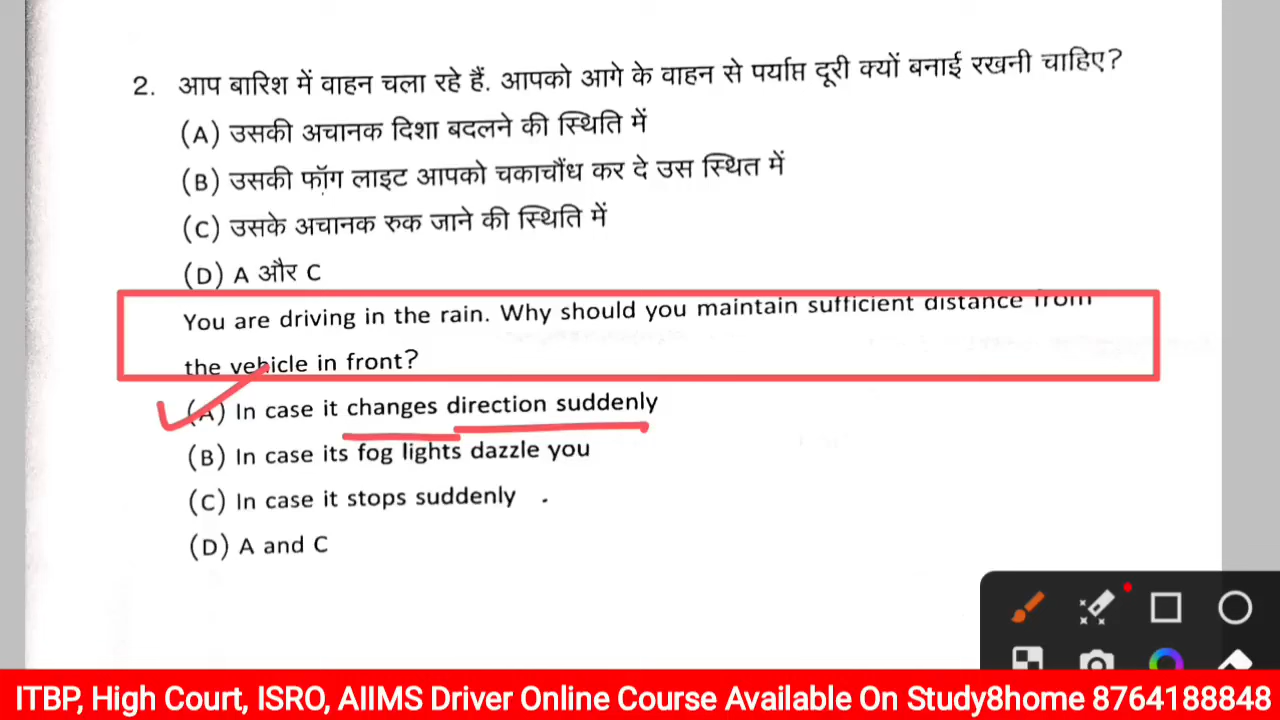 2. आप बारिश में वाहन चला रहे हैं. आपको आगे के वाहन से पर्याप्त दूरी क्यों बनाई रखनी चाहिए?
(A) उसकी अचानक दिशा बदलने की स्थिति में
(B) उसकी फॉग लाइट आपको चकाचौंध कर दे उस स्थित में
(C) उसके अचानक रुक जाने की स्थिति में
(D) A और C
You are driving in the rain. Why should you maintain sufficient distance from
the vehicle in front?
(A) In case it changes direction suddenly
(B) In case its fog lights dazzle you
(C) In case it stops suddenly .
(D) A and C
ITBP, High Court, ISRO, AIIMS Driver Online Course Available On Study8home 8764188848